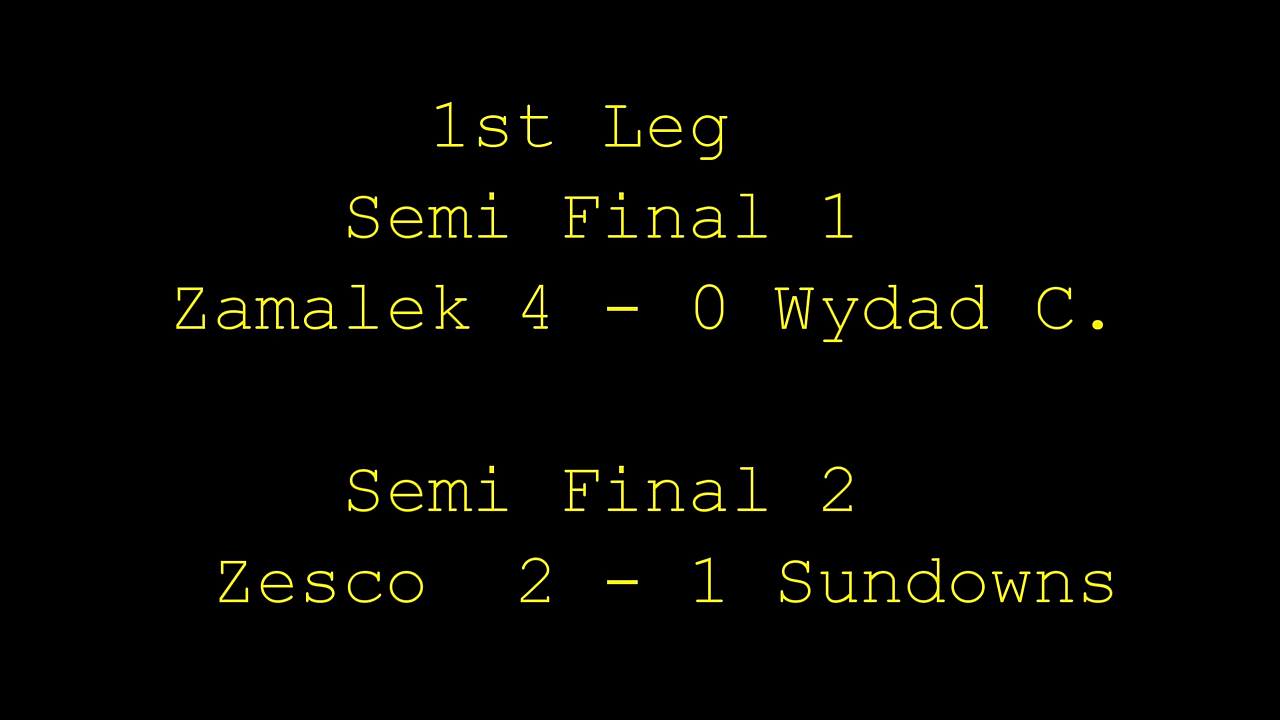 1st Leg
Semi Final 1
Zamalek 4 - 0 Wydad C.
Semi Final 2
Zesco 2 - 1 Sundowns